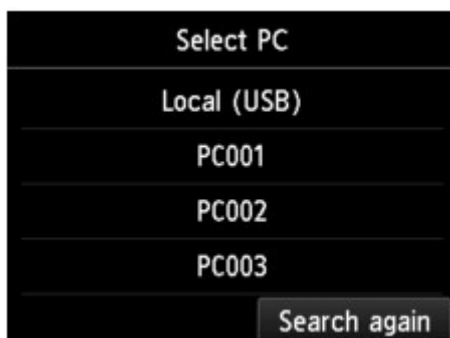 Select PC
Local (USB)
PC001
PC002
PC003
Search again